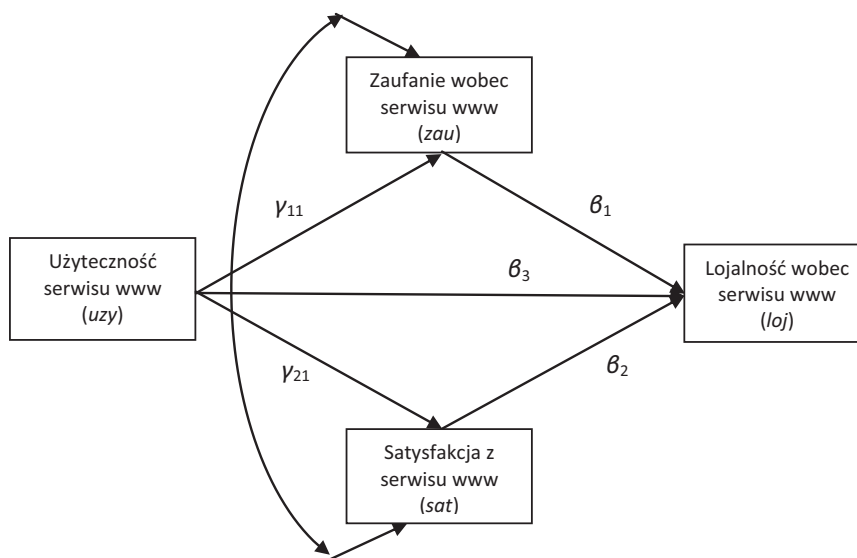 Zaufanie wobec
serwisu www
(zau)
γ11
β1
Użyteczność
serwisu www
(uzy)
β3
Lojalność wobec
serwisu www
(loj)
γ21
β2
Satysfakcja z
serwisu www
(sat)